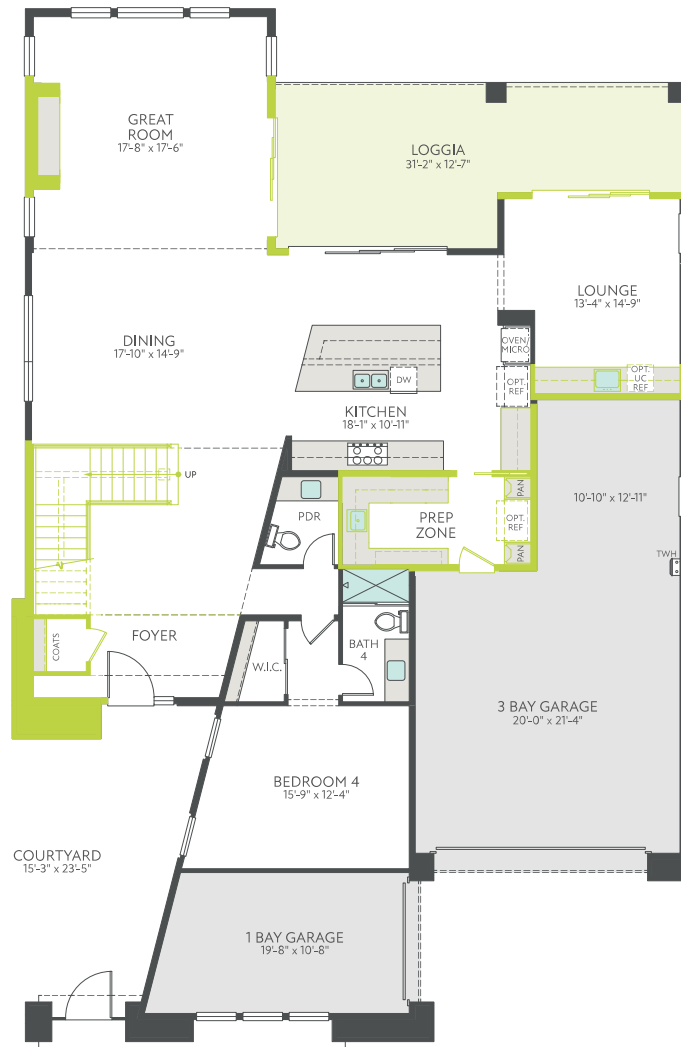 GREAT
ROOM
17'-8" x 17'-6"
LOGGIA
31'-2" x 12'-7"
LOUNGE
13'-4" x 14'-9"
DINING
17'-10" x 14'-9"
OVEN/
MICRO
OPT.
REF
OPT.
UC
REF
DW
KITCHEN
18'-1" x 10'-11"
UP
PDR
PREP
ZONE
PAN
OPT.
REF
PAN
10'-10" x 12'-11"
TWH
COATS
FOYER
W.I.C.
BATH
4
3 BAY GARAGE
20'-0" x 21'-4"
BEDROOM 4
15'-9" x 12'-4"
COURTYARD
15'-3" x 23'-5"
1 BAY GARAGE
19'-8" x 10'-8"